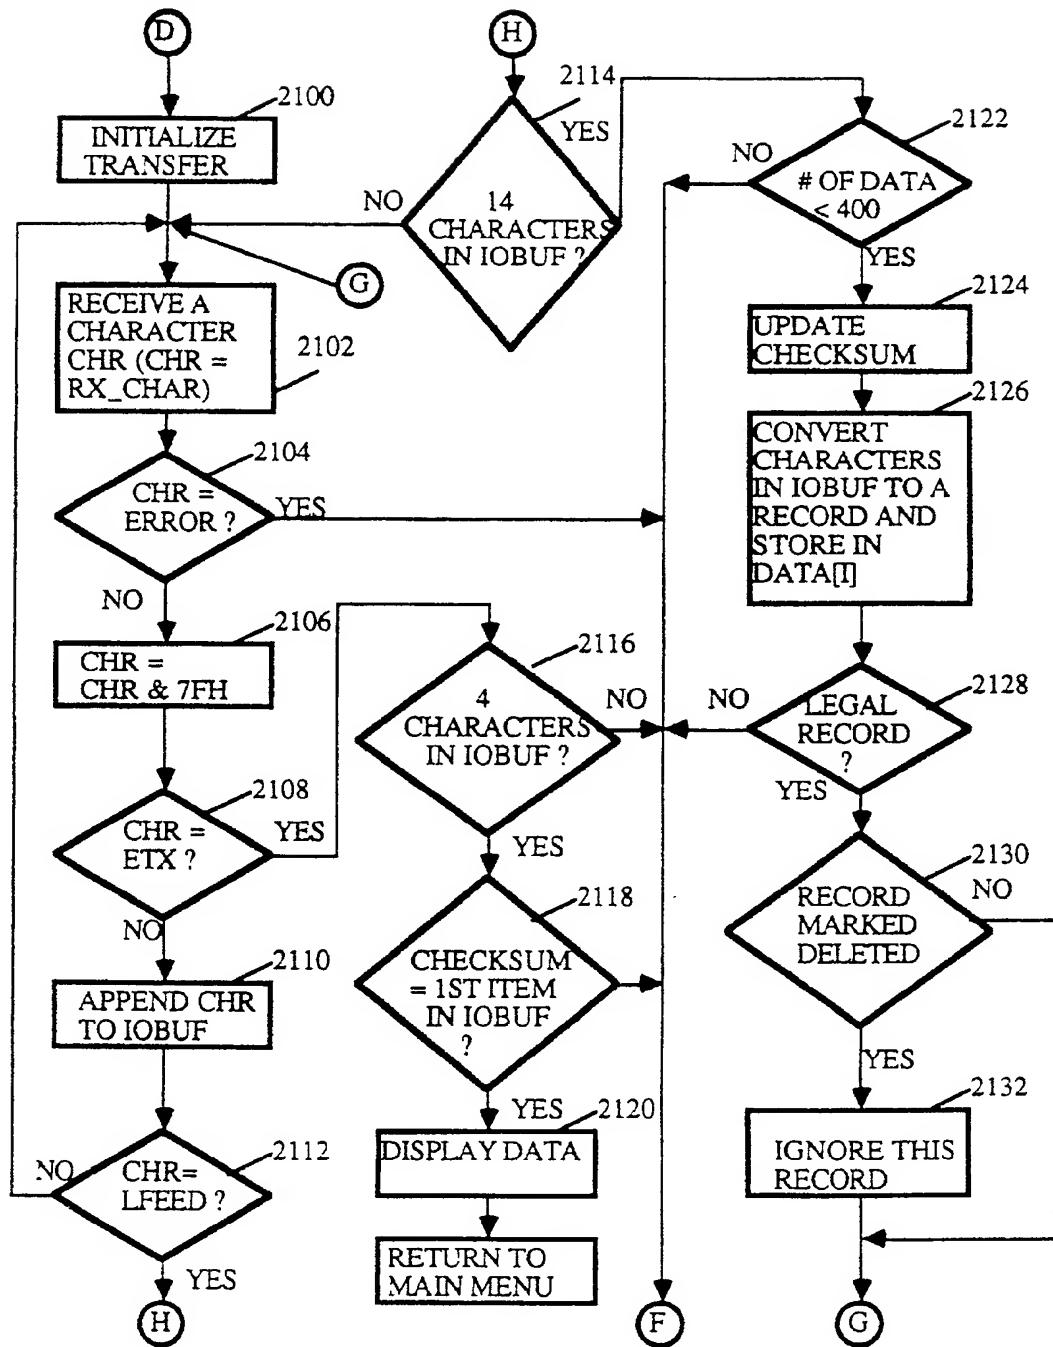 D
2100
INITIALIZE
TRANSFER
G
RECEIVE A
CHARACTER
CHR (CHR =
RX_CHAR)
2102
2104
CHR =
ERROR ?
YES
NO
2106
CHR =
CHR & 7FH
2108
CHR =
ETX ?
YES
NO
2110
APPEND CHR
TO IOBUF
2112
CHR=
LFEED ?
NO
YES
H
H
2114
YES
NO
14
CHARACTERS
IN IOBUF ?
2116
4
CHARACTERS
IN IOBUF ?
NO
YES
2118
CHECKSUM
= 1ST ITEM
IN IOBUF
?
YES
2120
DISPLAY DATA
RETURN TO
MAIN MENU
F
2122
NO
# OF DATA
< 400
YES
2124
UPDATE
CHECKSUM
2126
CONVERT
CHARACTERS
IN IOBUF TO A
RECORD AND
STORE IN
DATA[I]
2128
NO
LEGAL
RECORD
?
YES
2130
NO
RECORD
MARKED
DELETED
YES
2132
IGNORE THIS
RECORD
G